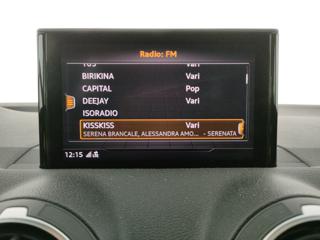 Radio: FM
BIRIKINA Vari
CAPITAL Pop
DEEJAY Vari
ISORADIO
KISSKISS Vari
SERENA BRANCALE, ALESSANDRA AMO... - SERENATA
12:15